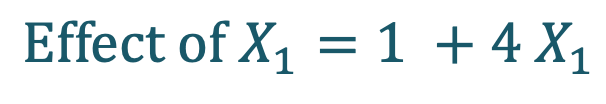 Effect of X₁ = 1 + 4 X₁